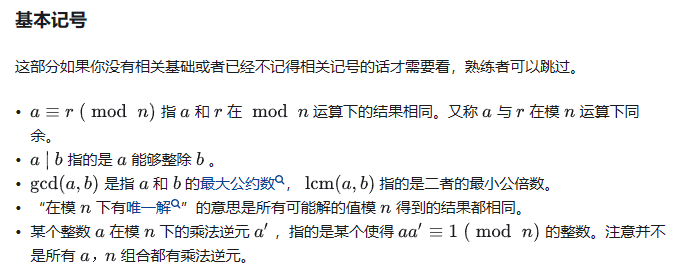 基本记号
这部分如果你没有相关基础或者已经不记得相关记号的话才需要看，熟练者可以跳过。
• a ≡ r ( mod n) 指 a 和 r 在 mod n 运算下的结果相同。又称 a 与 r 在模 n 运算下同
余。
• a | b 指的是 a 能够整除 b 。
• gcd(a, b) 是指 a 和 b 的最大公约数， lcm(a, b) 指的是二者的最小公倍数。
• “在模 n 下有唯一解”的意思是所有可能解的值模 n 得到的结果都相同。
• 某个整数 a 在模 n 下的乘法逆元 a′ ，指的是某个使得 aa′ ≡ 1 ( mod n) 的整数。注意并不
是所有 a，n 组合都有乘法逆元。